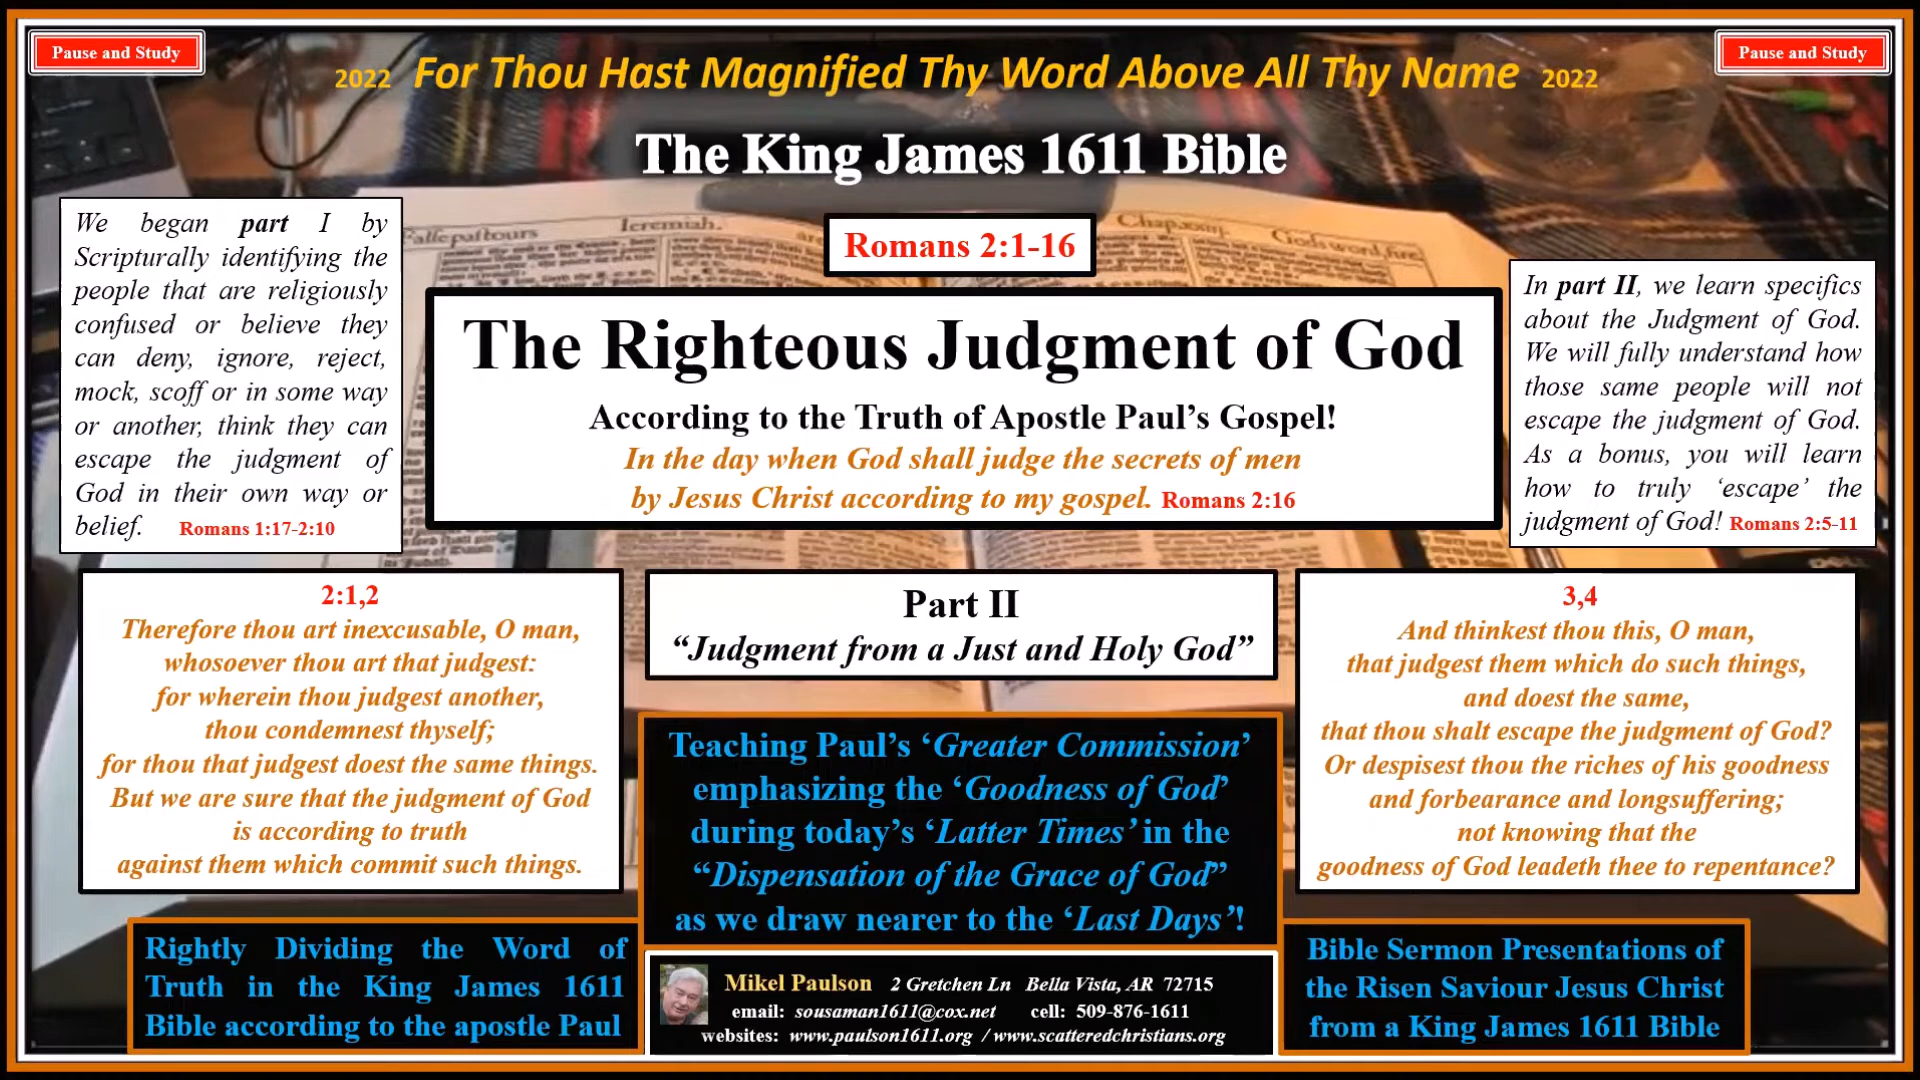 Pause and Study
Pause and Study
2022 For Thou Hast Magnified Thy Word Above All Thy Name 2022
The King James 1611 Bible
We began part I by
Scripturally identifying the
people that are religiously
confused or believe they
can deny, ignore, reject,
mock, scoff or in some way
or another, think they can
escape the judgment of
God in their own way or
belief. Romans 1:17-2:10
Ieremiah.
Gods word, fire.
Romans 2:1-16
The Righteous Judgment of God
According to the Truth of Apostle Paul’s Gospel!
In the day when God shall judge the secrets of men
by Jesus Christ according to my gospel. Romans 2:16
In part II, we learn specifics
about the Judgment of God.
We will fully understand how
those same people will not
escape the judgment of God.
As a bonus, you will learn
how to truly ‘escape’ the
judgment of God! Romans 2:5-11
2:1,2
Therefore thou art inexcusable, O man,
whosoever thou art that judgest:
for wherein thou judgest another,
thou condemnest thyself;
for thou that judgest doest the same things.
But we are sure that the judgment of God
is according to truth
against them which commit such things.
Part II
“Judgment from a Just and Holy God”
3,4
And thinkest thou this, O man,
that judgest them which do such things,
and doest the same,
that thou shalt escape the judgment of God?
Or despisest thou the riches of his goodness
and forbearance and longsuffering;
not knowing that the
goodness of God leadeth thee to repentance?
Teaching Paul’s ‘Greater Commission’
emphasizing the ‘Goodness of God’
during today’s ‘Latter Times’ in the
“Dispensation of the Grace of God”
as we draw nearer to the ‘Last Days’!
Rightly Dividing the Word of
Truth in the King James 1611
Bible according to the apostle Paul
Mikel Paulson 2 Gretchen Ln Bella Vista, AR 72715
email: sousaman1611@cox.net cell: 509-876-1611
websites: www.paulson1611.org / www.scatteredchristians.org
Bible Sermon Presentations of
the Risen Saviour Jesus Christ
from a King James 1611 Bible